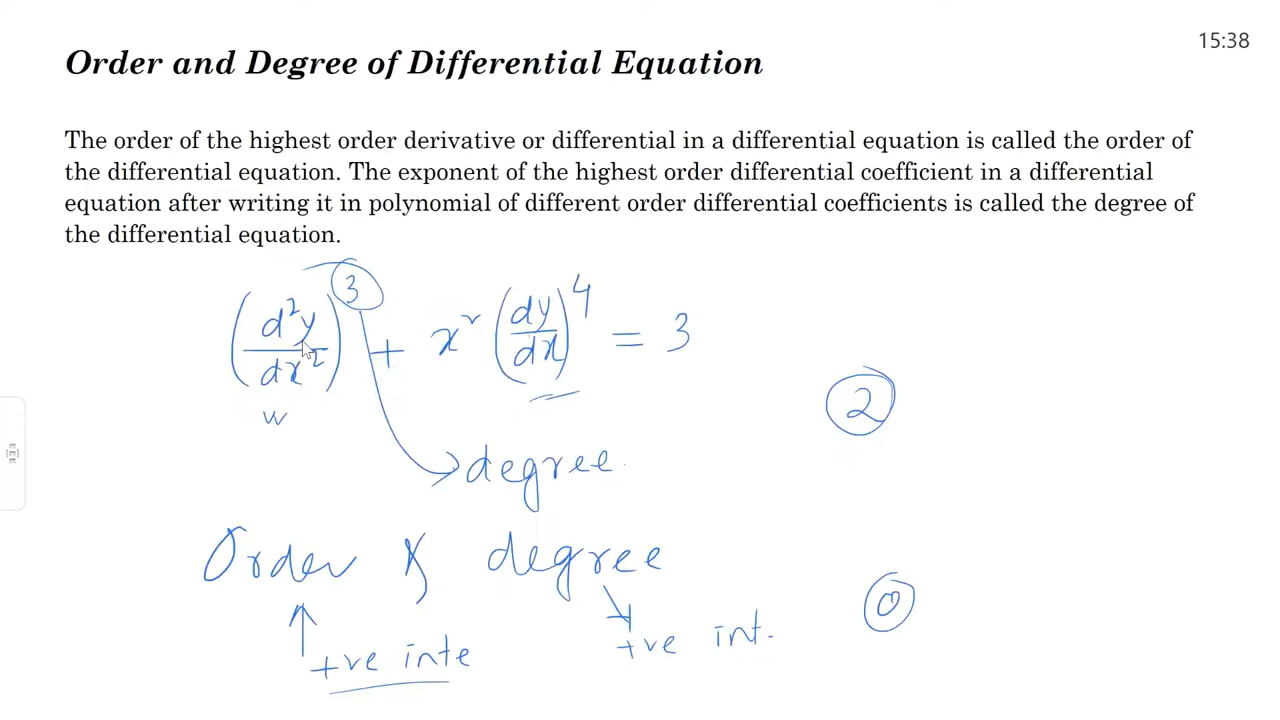 15:38
Order and Degree of Differential Equation
The order of the highest order derivative or differential in a differential equation is called the order of
the differential equation. The exponent of the highest order differential coefficient in a differential
equation after writing it in polynomial of different order differential coefficients is called the degree of
the differential equation.
(d²y/dx²)³ + x² (dy/dx)⁴ = 3
2
degree
Order & degree
0
+ve inte +ve int.